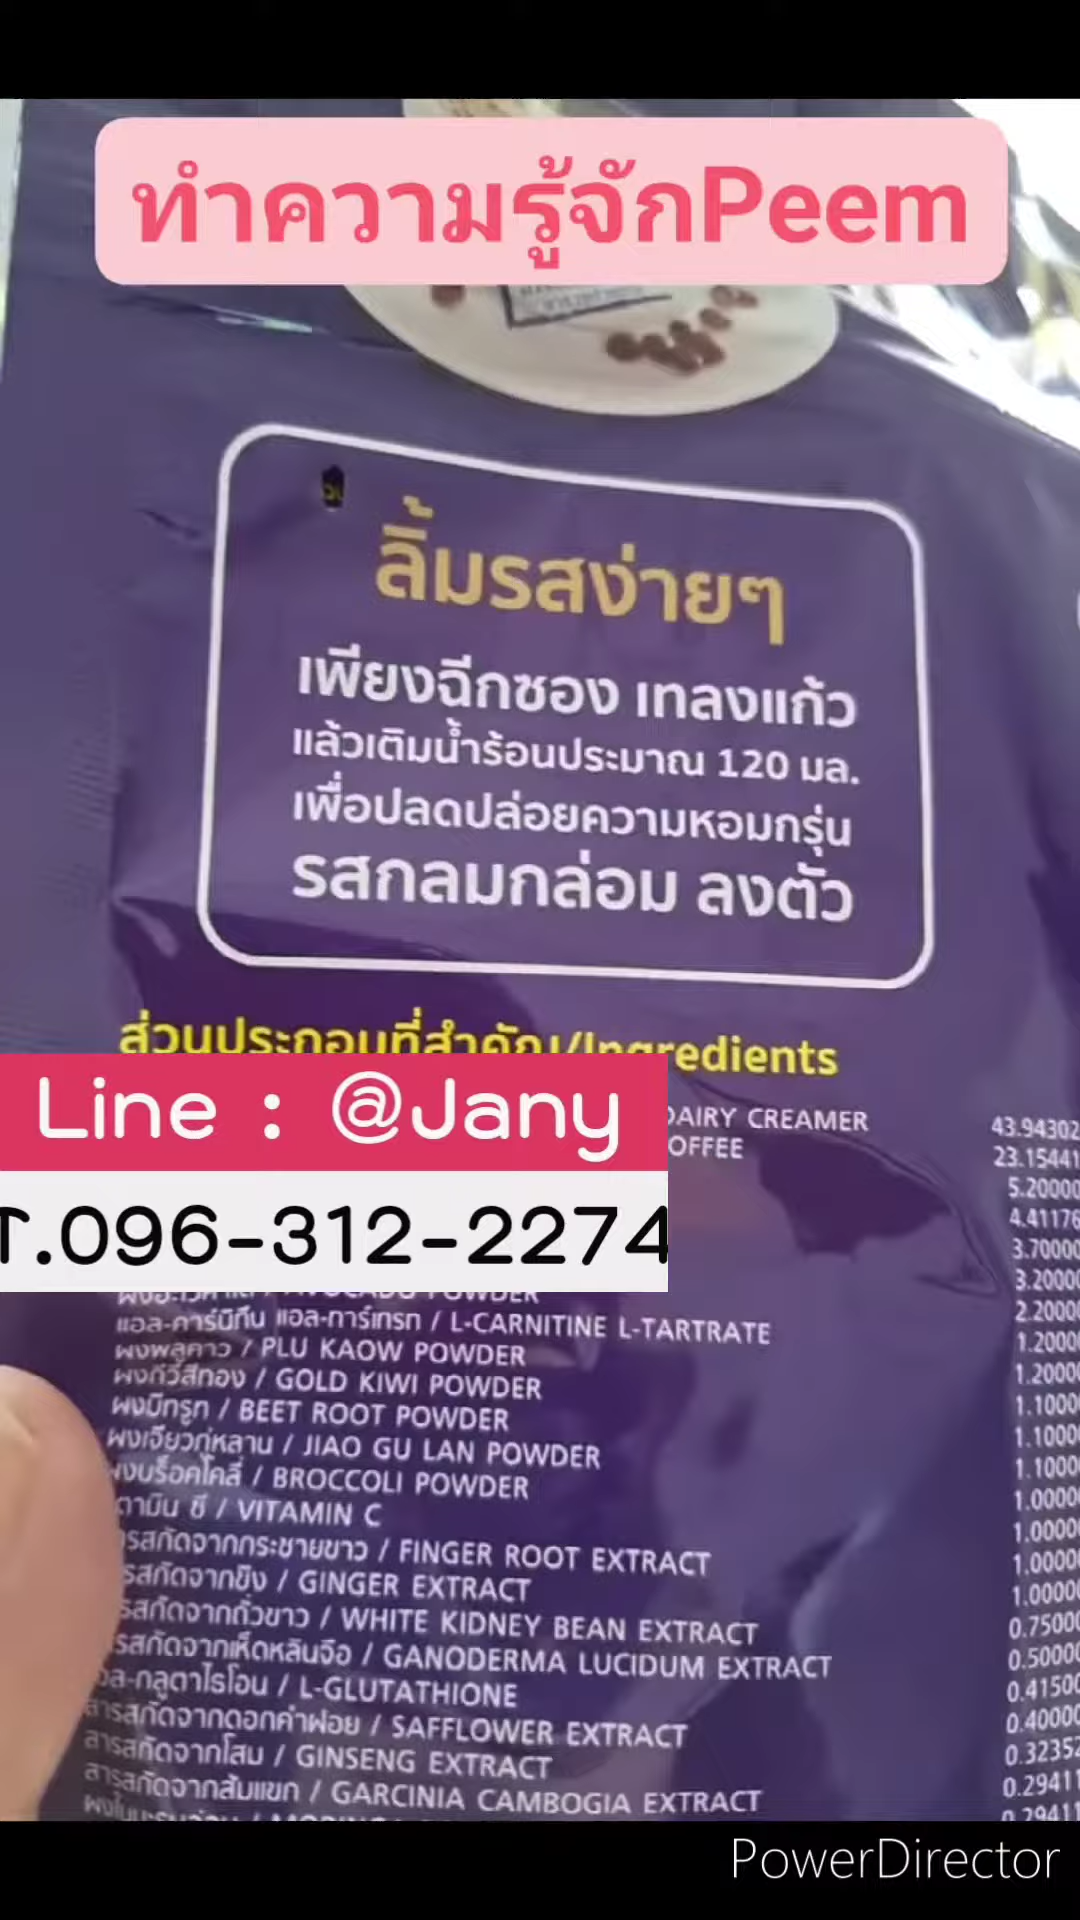 ทำความรู้จักPeem
ลิ้มรสง่ายๆ
เพียงฉีกซอง เทลงแก้ว
แล้วเติมน้ำร้อนประมาณ 120 มล.
เพื่อปลดปล่อยความหอมกรุ่น
รสกลมกล่อม ลงตัว
ส่วนประกอบที่สำคัญ/Ingredients
Line : @Jany
T.096-312-2274
DAIRY CREAMER 43.94302
OFFEE 23.15441
5.20000
4.41176
3.70000
3.20000
POWDER 2.20000
แอล-คาร์นิทีน แอล-ทาร์เทรท / L-CARNITINE L-TARTRATE 1.20000
ผงพลูคาว / PLU KAOW POWDER 1.20000
ผงกีวีสีทอง / GOLD KIWI POWDER 1.1000
ผงบีทรูท / BEET ROOT POWDER 1.1000
ผงเจียวกู่หลาน / JIAO GU LAN POWDER 1.1000
ผงบร็อคโคลี่ / BROCCOLI POWDER 1.0000
ตามิน ซี / VITAMIN C 1.0000
รสกัดจากกระชายขาว / FINGER ROOT EXTRACT 1.0000
รสกัดจากขิง / GINGER EXTRACT 1.0000
รสกัดจากถั่วขาว / WHITE KIDNEY BEAN EXTRACT 0.7500
รสกัดจากเห็ดหลินจือ / GANODERMA LUCIDUM EXTRACT 0.5000
อล-กลูตาไธโอน / L-GLUTATHIONE 0.4150
สารสกัดจากดอกคำฝอย / SAFFLOWER EXTRACT 0.4000
สารสกัดจากโสม / GINSENG EXTRACT 0.3235
สารสกัดจากส้มแขก / GARCINIA CAMBOGIA EXTRACT 0.2941
0.2941
PowerDirector